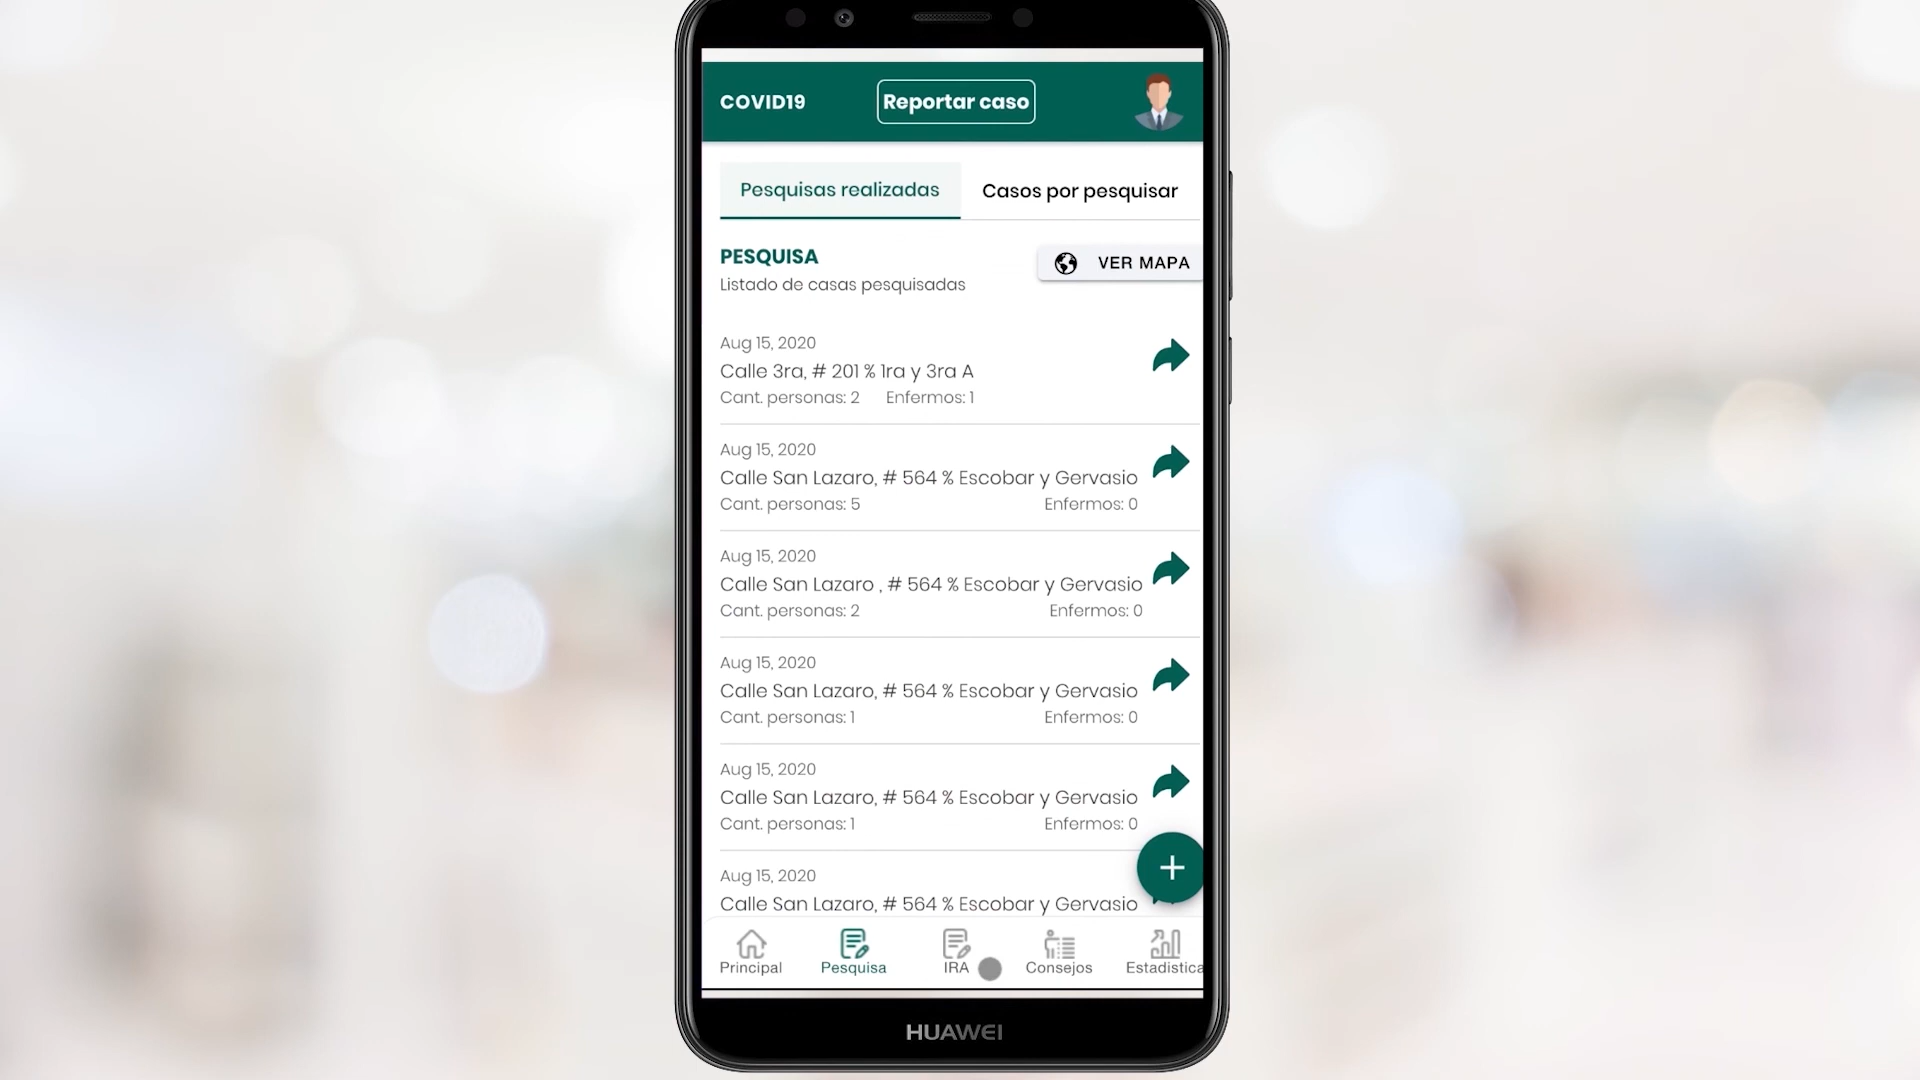 COVID19
Reportar caso
Pesquisas realizadas
Casos por pesquisar
PESQUISA
VER MAPA
Listado de casas pesquisadas
Aug 15, 2020
Calle 3ra, # 201 % 1ra y 3ra A
Cant. personas: 2 Enfermos: 1
Aug 15, 2020
Calle San Lazaro, # 564 % Escobar y Gervasio
Cant. personas: 5 Enfermos: 0
Aug 15, 2020
Calle San Lazaro , # 564 % Escobar y Gervasio
Cant. personas: 2 Enfermos: 0
Aug 15, 2020
Calle San Lazaro, # 564 % Escobar y Gervasio
Cant. personas: 1 Enfermos: 0
Aug 15, 2020
Calle San Lazaro, # 564 % Escobar y Gervasio
Cant. personas: 1 Enfermos: 0
Aug 15, 2020
Calle San Lazaro, # 564 % Escobar y Gervasio
Principal Pesquisa IRA Consejos Estadistica
HUAWEI